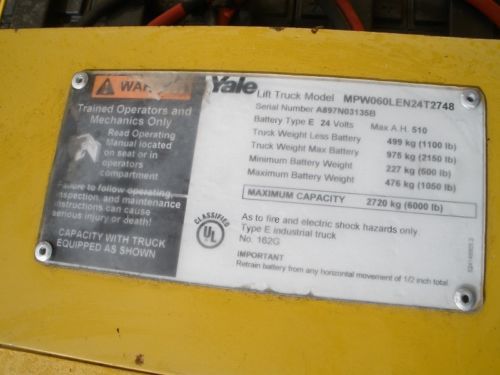 WARNING
Trained Operators and
Mechanics Only
Read Operating
Manual located
on seat or in
operators
compartment
Failure to follow operating,
inspection, and maintenance
instructions can cause
serious injury or death!
CAPACITY WITH TRUCK
EQUIPPED AS SHOWN
Yale
Lift Truck Model MPW060LEN24T2748
Serial Number A897N03135B
Battery Type E 24 Volts Max A.H. 510
Truck Weight Less Battery 499 kg (1100 lb)
Truck Weight Max Battery 975 kg (2150 lb)
Minimum Battery Weight 227 kg (500 lb)
Maximum Battery Weight 476 kg (1050 lb)
MAXIMUM CAPACITY 2720 kg (6000 lb)
CLASSIFIED
UL
As to fire and electric shock hazards only
Type E industrial truck
No. 162G
IMPORTANT
Retrain battery from any horizontal movement of 1/2 inch total.